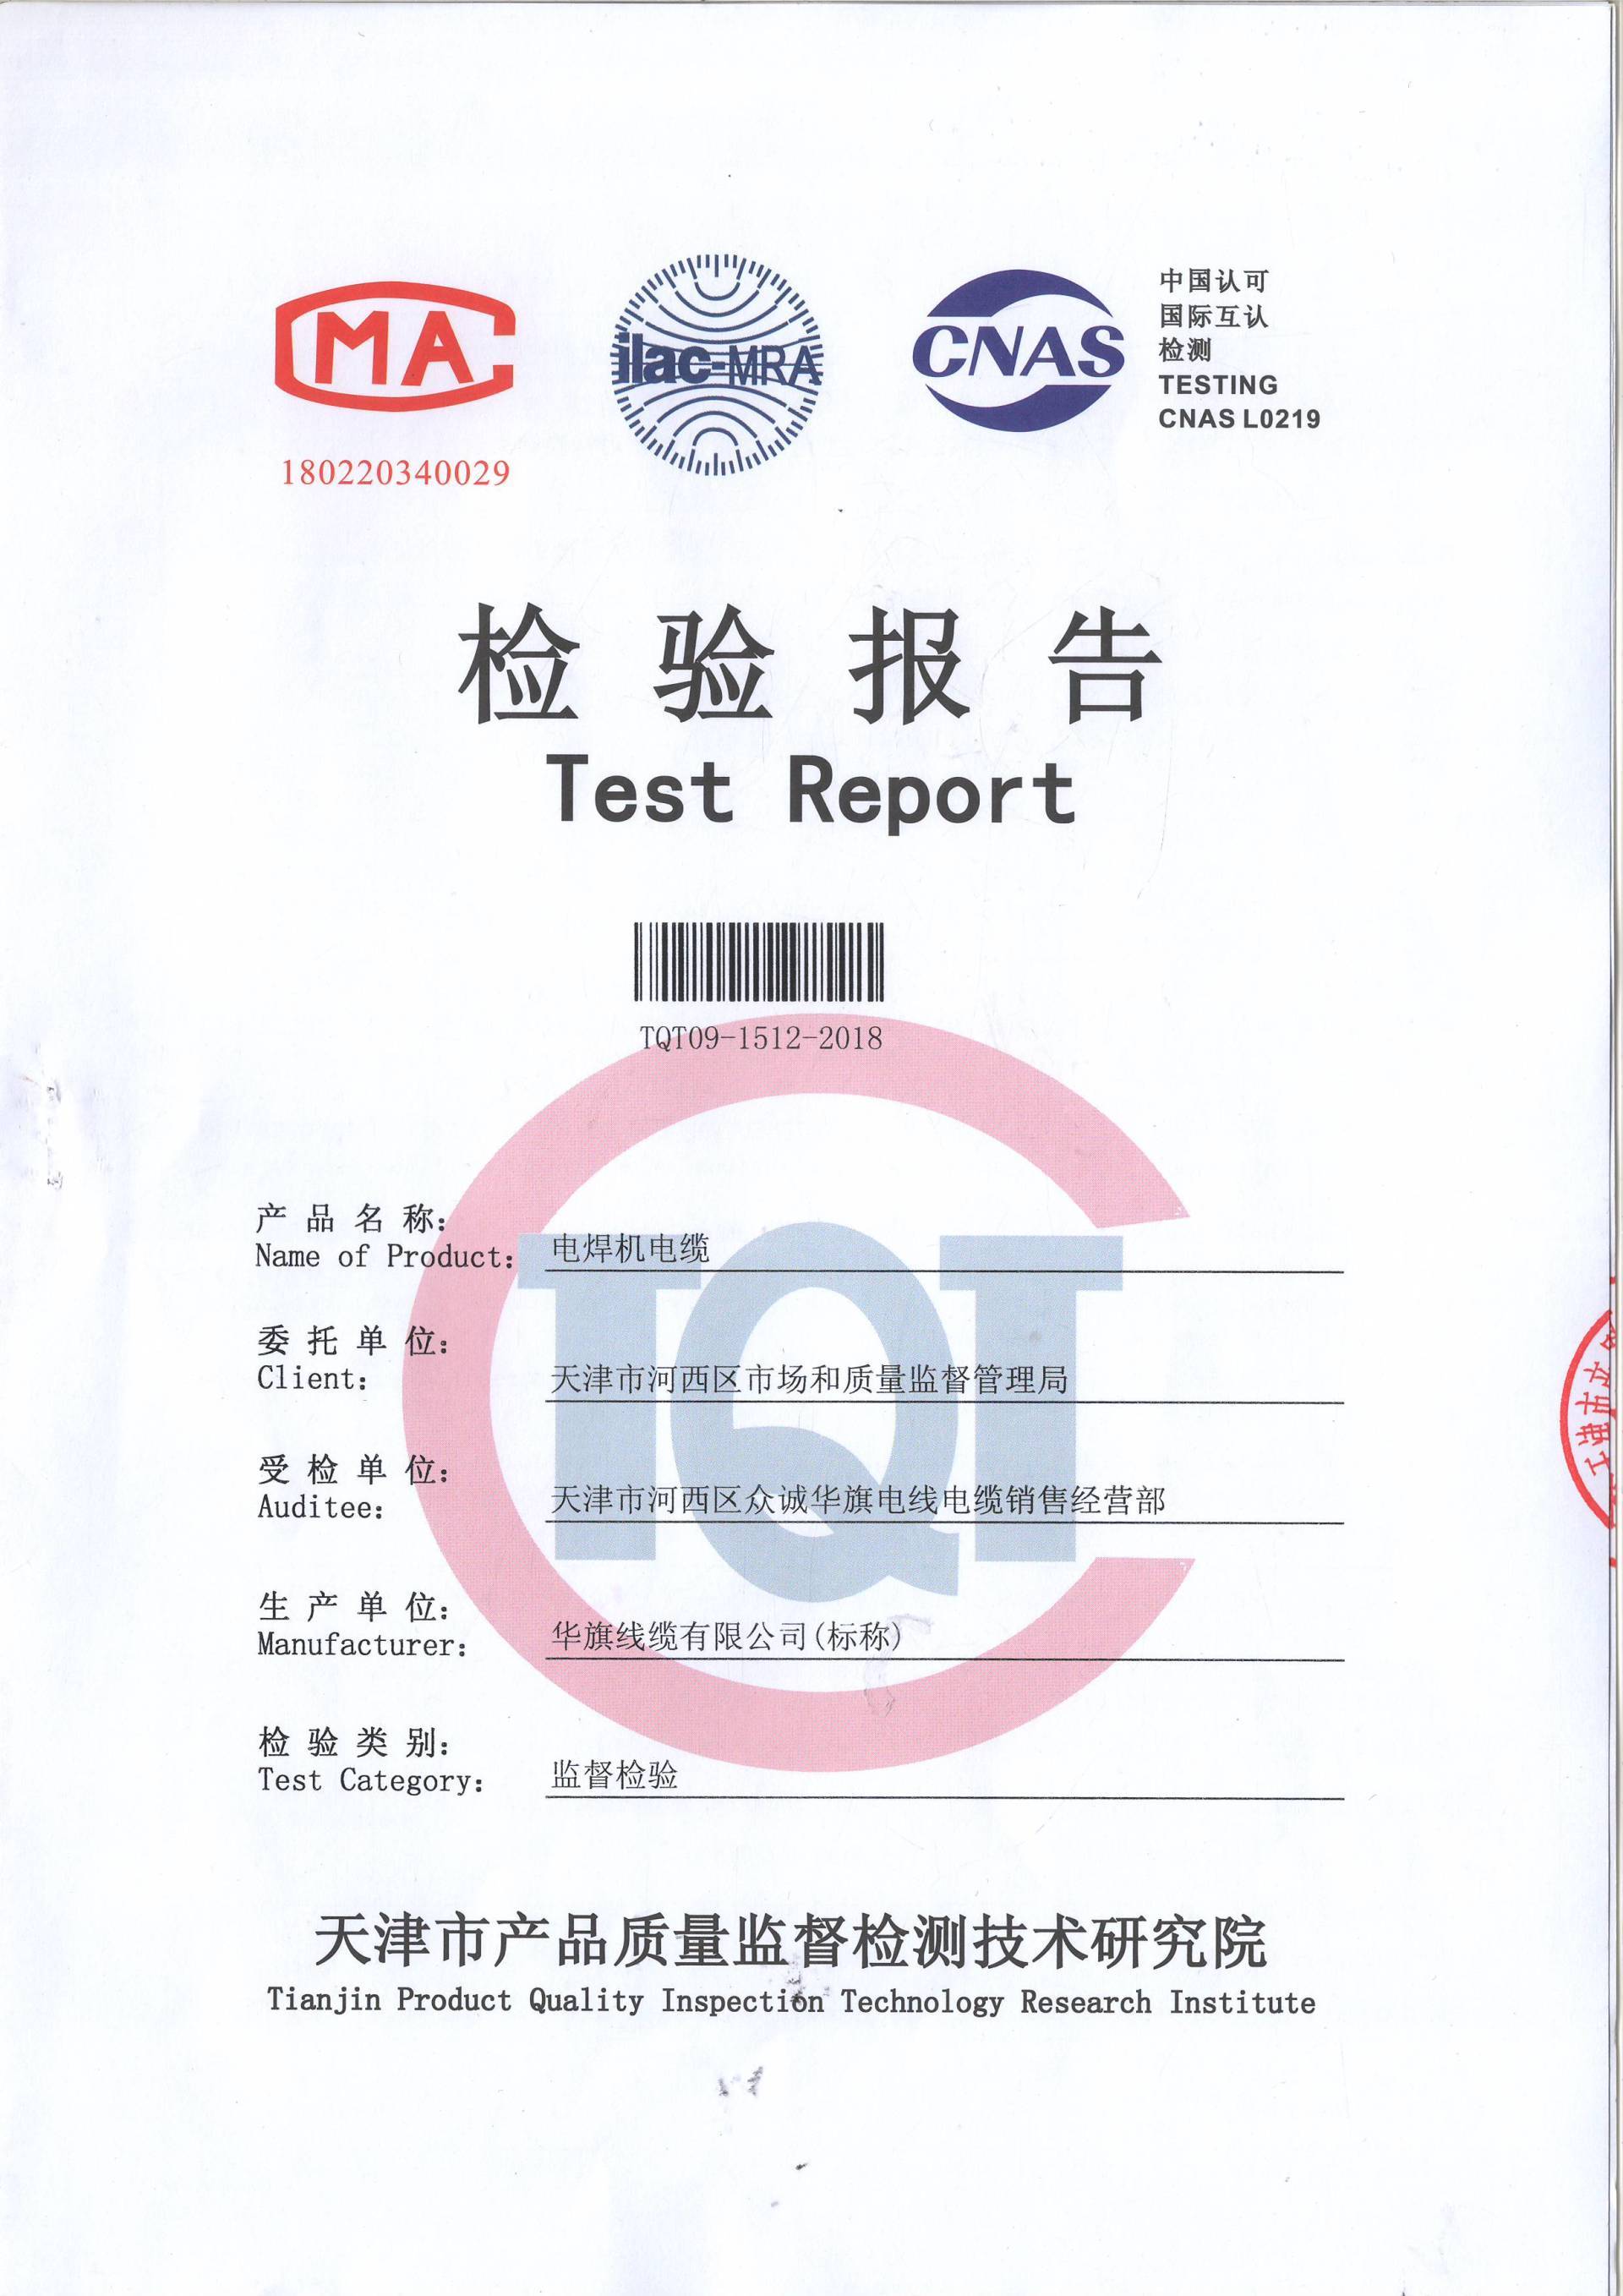 MA
ilac-MRA
CNAS
中国认可
国际互认
检测
TESTING
CNAS L0219
180220340029
检验报告
Test Report
TQT09-1512-2018
TQT
产品名称:
Name of Product:
电焊机电缆
委托单位:
Client:
天津市河西区市场和质量监督管理局
受检单位:
Auditee:
天津市河西区众诚华旗电线电缆销售经营部
生产单位:
Manufacturer:
华旗线缆有限公司(标称)
检验类别:
Test Category:
监督检验
天津市产品质量监督检测技术研究院
Tianjin Product Quality Inspection Technology Research Institute